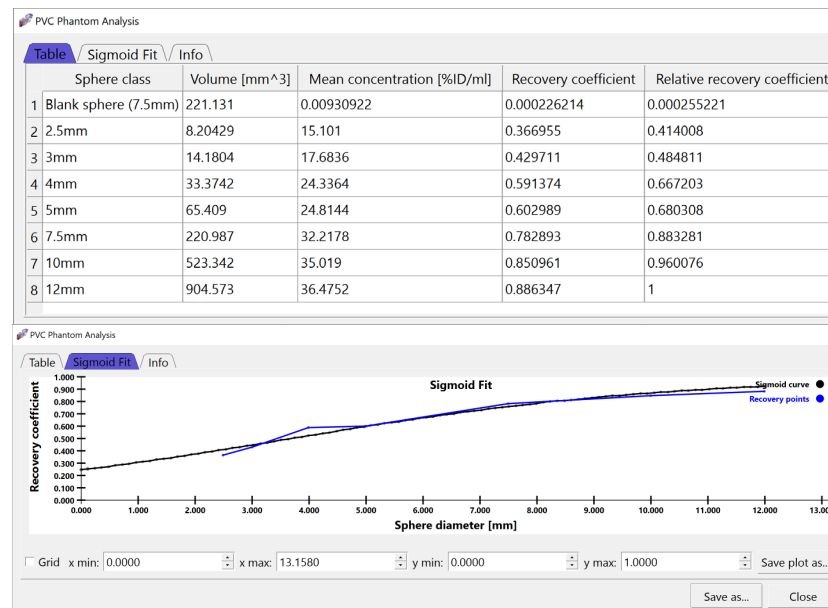 PVC Phantom Analysis
Table Sigmoid Fit Info
Sphere class Volume [mm^3] Mean concentration [%ID/ml] Recovery coefficient Relative recovery coefficient
1 Blank sphere (7.5mm) 221.131 0.00930922 0.000226214 0.000255221
2 2.5mm 8.20429 15.101 0.366955 0.414008
3 3mm 14.1804 17.6836 0.429711 0.484811
4 4mm 33.3742 24.3364 0.591374 0.667203
5 5mm 65.409 24.8144 0.602989 0.680308
6 7.5mm 220.987 32.2178 0.782893 0.883281
7 10mm 523.342 35.019 0.850961 0.960076
8 12mm 904.573 36.4752 0.886347 1
PVC Phantom Analysis
Table Sigmoid Fit Info
Sigmoid Fit
Sigmoid curve
Recovery points
Recovery coefficient
1.000
0.900
0.800
0.700
0.600
0.500
0.400
0.300
0.200
0.100
0.000
0.000 1.000 2.000 3.000 4.000 5.000 6.000 7.000 8.000 9.000 10.000 11.000 12.000 13.00
Sphere diameter [mm]
Grid x min: 0.0000 x max: 13.1580 y min: 0.0000 y max: 1.0000 Save plot as...
Save as... Close